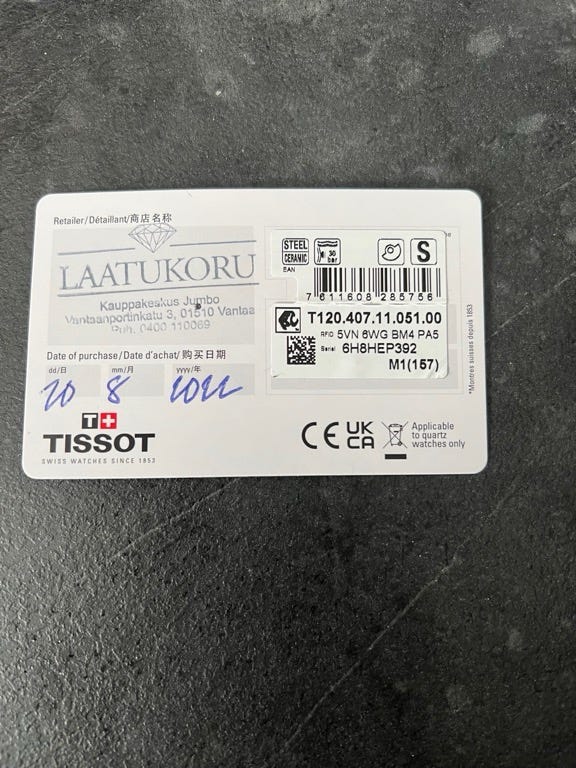 Retailer/Détaillant/商店名称
LAATUKORU
Kauppakeskus Jumbo
Vantaanportinkatu 3, 01510 Vantaa
Puh. 0400 110069
STEEL
CERAMIC
30
bar
S
EAN
7611608285756
T120.407.11.051.00
RFID 5VN 6WG BM4 PA5
Serial 6H8HEP392
M1(157)
*Montres suisses depuis 1853
Date of purchase/Date d'achat/购买日期
dd/日 mm/月 yyyy/年
20 8 2022
T+
TISSOT
SWISS WATCHES SINCE 1853
CE UK
CA
Applicable
to quartz
watches only